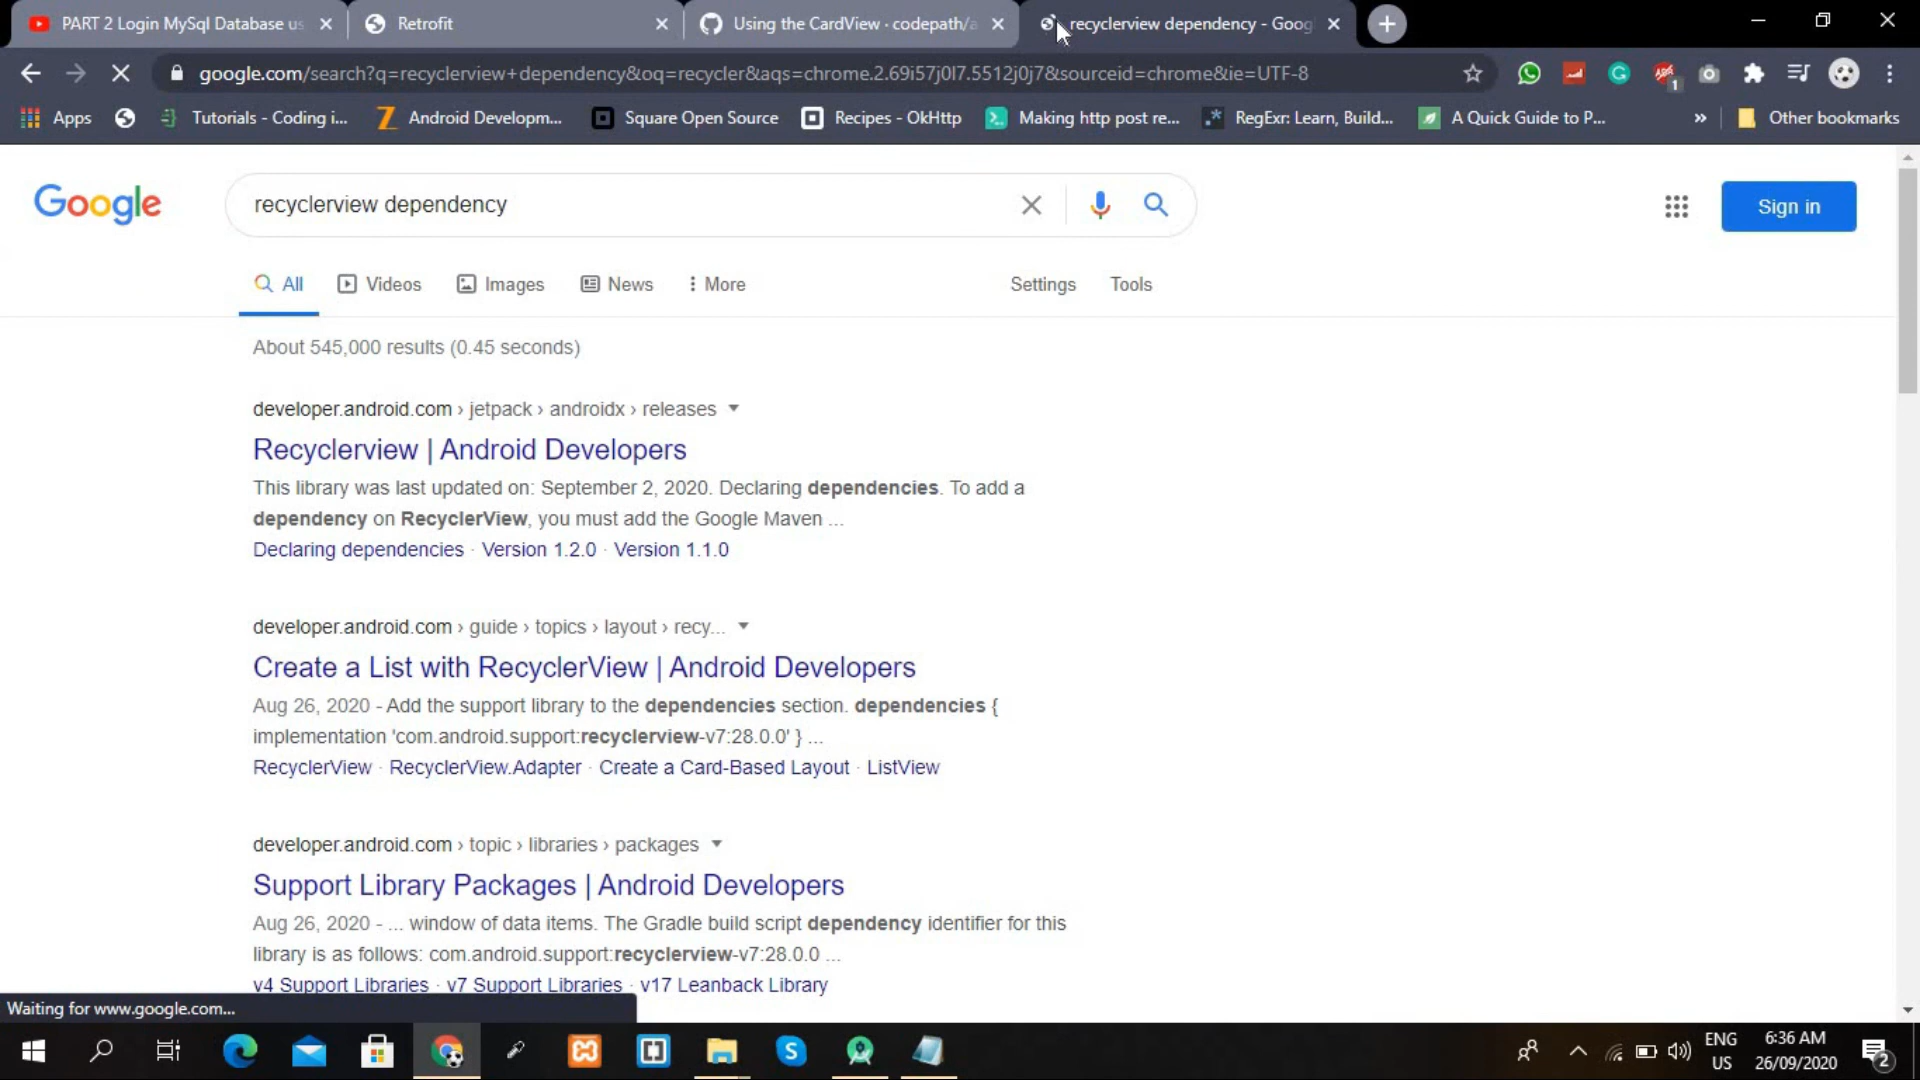 PART 2 Login MySql Database us
Retrofit
Using the CardView · codepath/a
recyclerview dependency - Goog
google.com/search?q=recyclerview+dependency&oq=recycler&aqs=chrome.2.69i57j0l7.5512j0j7&sourceid=chrome&ie=UTF-8
1
Apps
Tutorials - Coding i...
Android Developm...
Square Open Source
Recipes - OkHttp
Making http post re...
RegExr: Learn, Build...
A Quick Guide to P...
»
Other bookmarks
Google
recyclerview dependency
Sign in
All
Videos
Images
News
More
Settings
Tools
About 545,000 results (0.45 seconds)
developer.android.com › jetpack › androidx › releases
Recyclerview | Android Developers
This library was last updated on: September 2, 2020. Declaring dependencies. To add a
dependency on RecyclerView, you must add the Google Maven ...
Declaring dependencies · Version 1.2.0 · Version 1.1.0
developer.android.com › guide › topics › layout › recy...
Create a List with RecyclerView | Android Developers
Aug 26, 2020 - Add the support library to the dependencies section. dependencies {
implementation 'com.android.support:recyclerview-v7:28.0.0' } ...
RecyclerView · RecyclerView.Adapter · Create a Card-Based Layout · ListView
developer.android.com › topic › libraries › packages
Support Library Packages | Android Developers
Aug 26, 2020 - ... window of data items. The Gradle build script dependency identifier for this
library is as follows: com.android.support:recyclerview-v7:28.0.0 ...
v4 Support Libraries · v7 Support Libraries · v17 Leanback Library
Waiting for www.google.com...
ENG
US
6:36 AM
26/09/2020
2